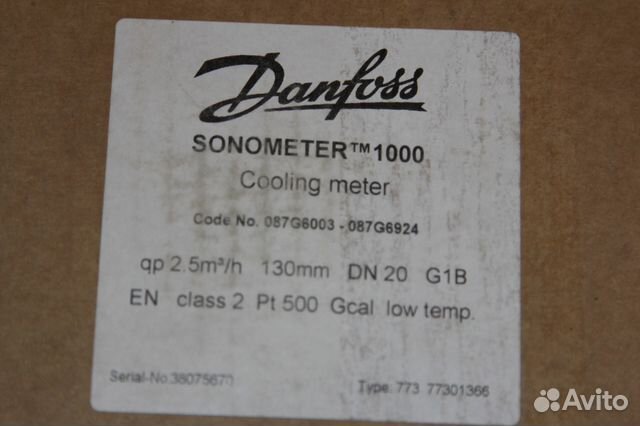 Danfoss
SONOMETER™1000
Cooling meter
Code No. 087G6003 - 087G6924
qp 2.5m³/h 130mm DN 20 G1B
EN class 2 Pt 500 Gcal low temp.
Serial-No.38075670
Type: 773 77301366
Avito